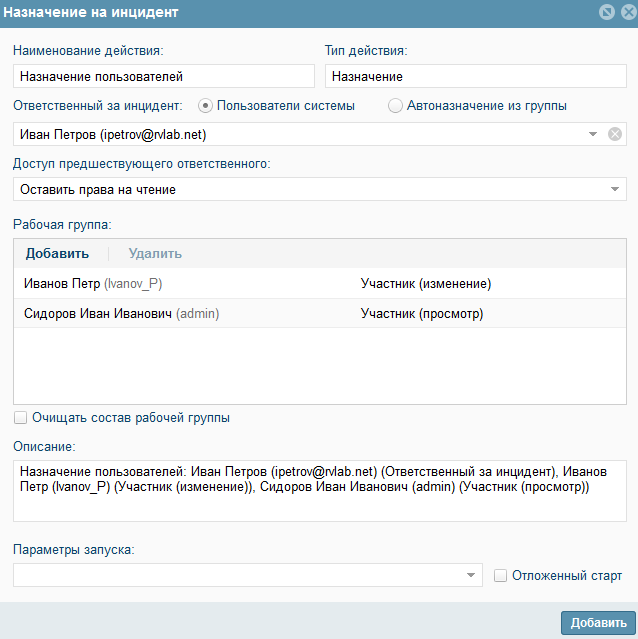 Назначение на инцидент
Наименование действия: Тип действия:
Назначение пользователей Назначение
Ответственный за инцидент: Пользователи системы Автоназначение из группы
Иван Петров (ipetrov@rvlab.net)
Доступ предшествующего ответственного:
Оставить права на чтение
Рабочая группа:
Добавить Удалить
Иванов Петр (Ivanov_P) Участник (изменение)
Сидоров Иван Иванович (admin) Участник (просмотр)
Очищать состав рабочей группы
Описание:
Назначение пользователей: Иван Петров (ipetrov@rvlab.net) (Ответственный за инцидент), Иванов
Петр (Ivanov_P) (Участник (изменение)), Сидоров Иван Иванович (admin) (Участник (просмотр))
Параметры запуска:
Отложенный старт
Добавить